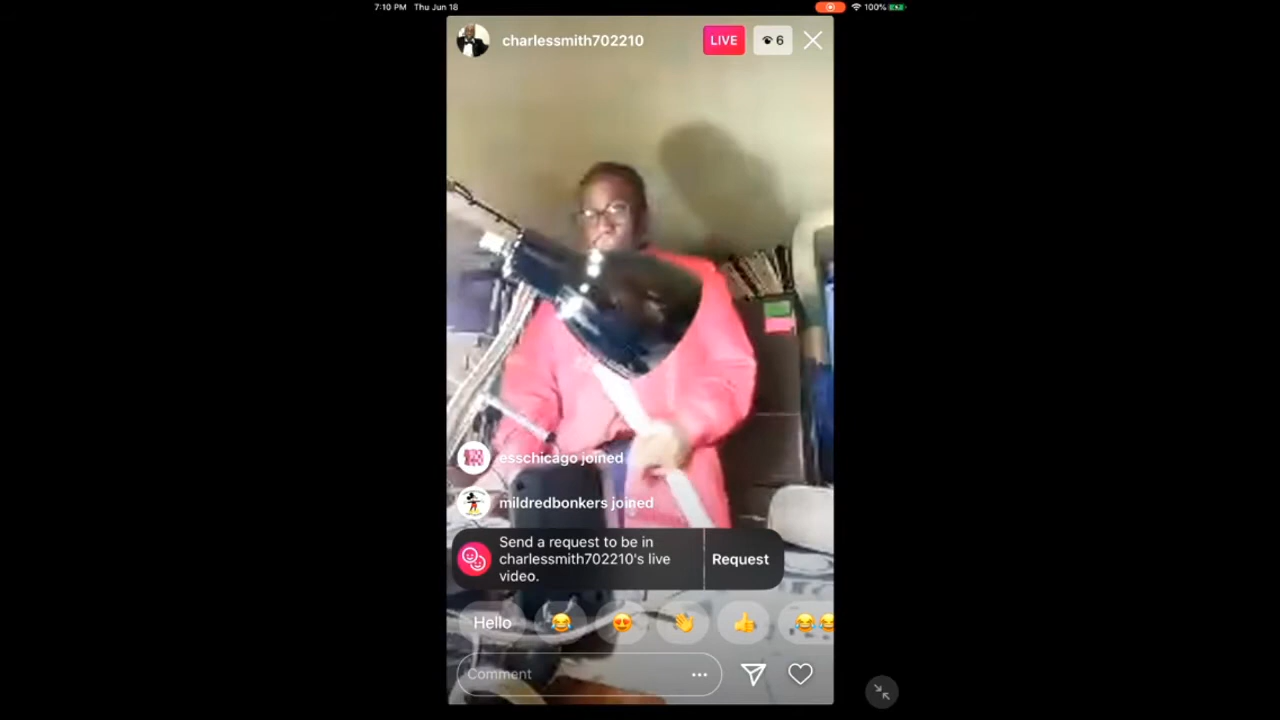 7:10 PM Thu Jun 18
100%
charlessmith702210
LIVE
6
esschicago joined
mildredbonkers joined
Send a request to be in
charlessmith702210's live
video.
Request
Hello
Comment